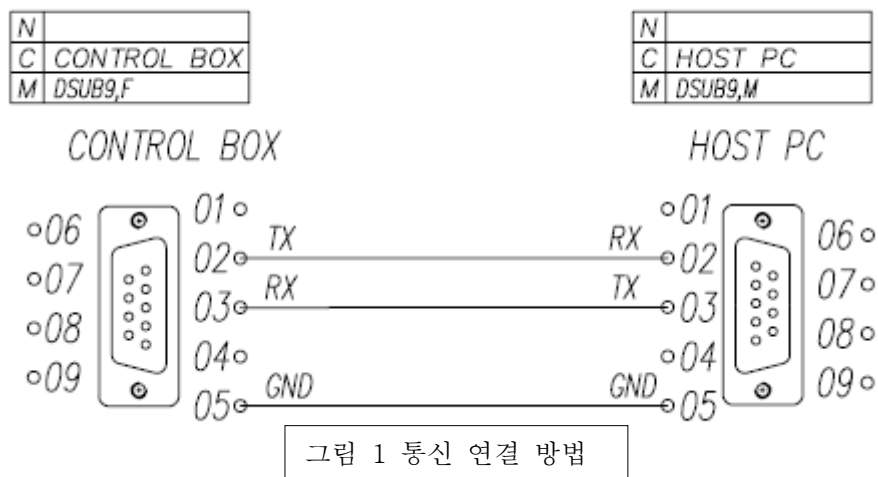 N
C CONTROL BOX
M DSUB9,F
N
C HOST PC
M DSUB9,M
CONTROL BOX
HOST PC
06
07
08
09
01
02 TX
03 RX
04
05 GND
01
RX 02
TX 03
04
GND 05
06
07
08
09
그림 1 통신 연결 방법